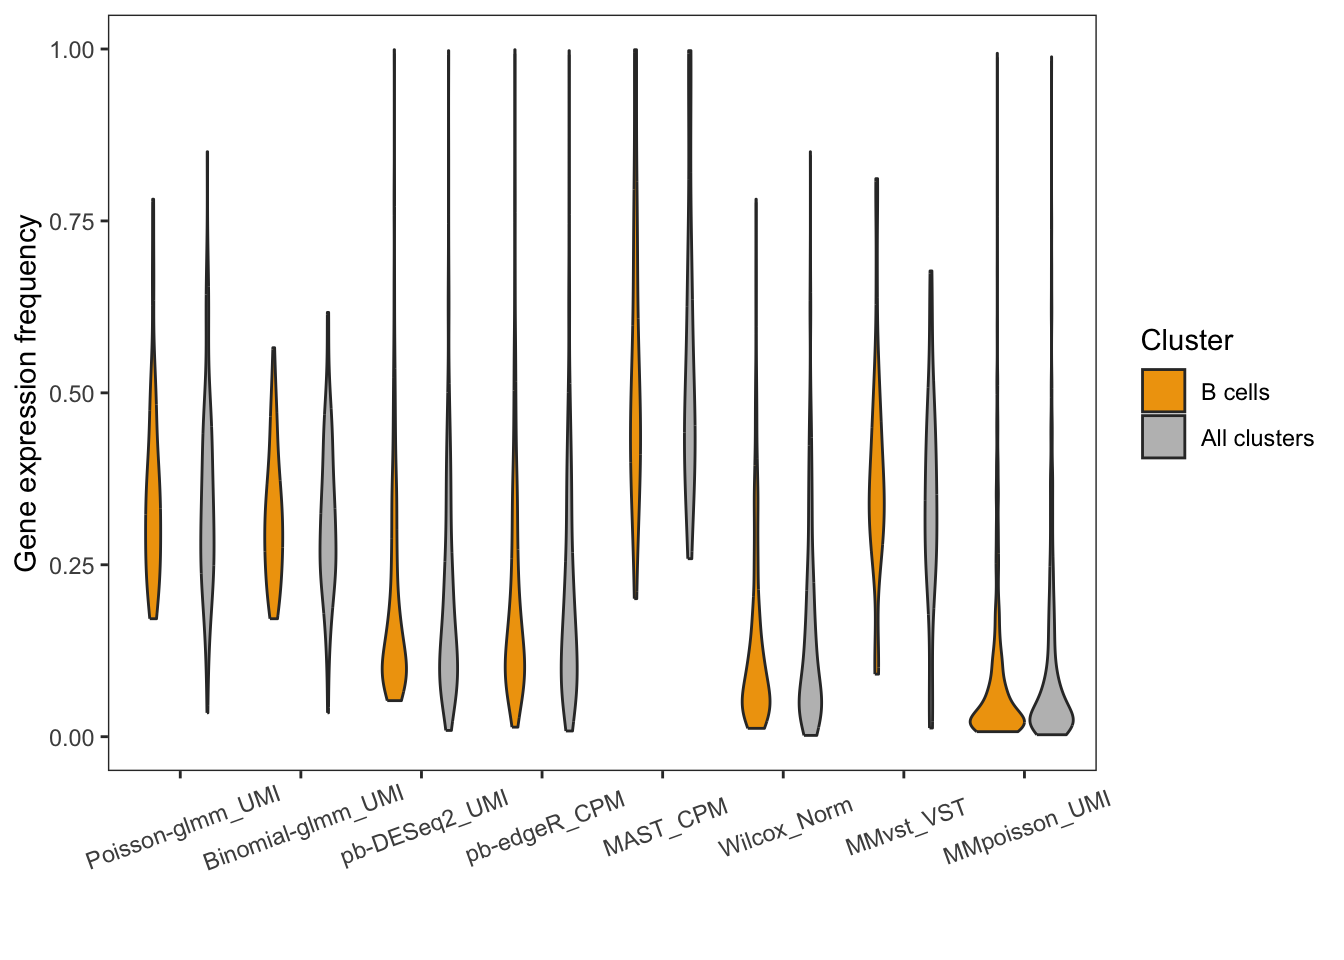 Gene expression frequency
1.00
0.75
0.50
0.25
0.00
Poisson-glmm_UMI
Binomial-glmm_UMI
pb-DESeq2_UMI
pb-edgeR_CPM
MAST_CPM
Wilcox_Norm
MMvst_VST
MMpoisson_UMI
Cluster
B cells
All clusters